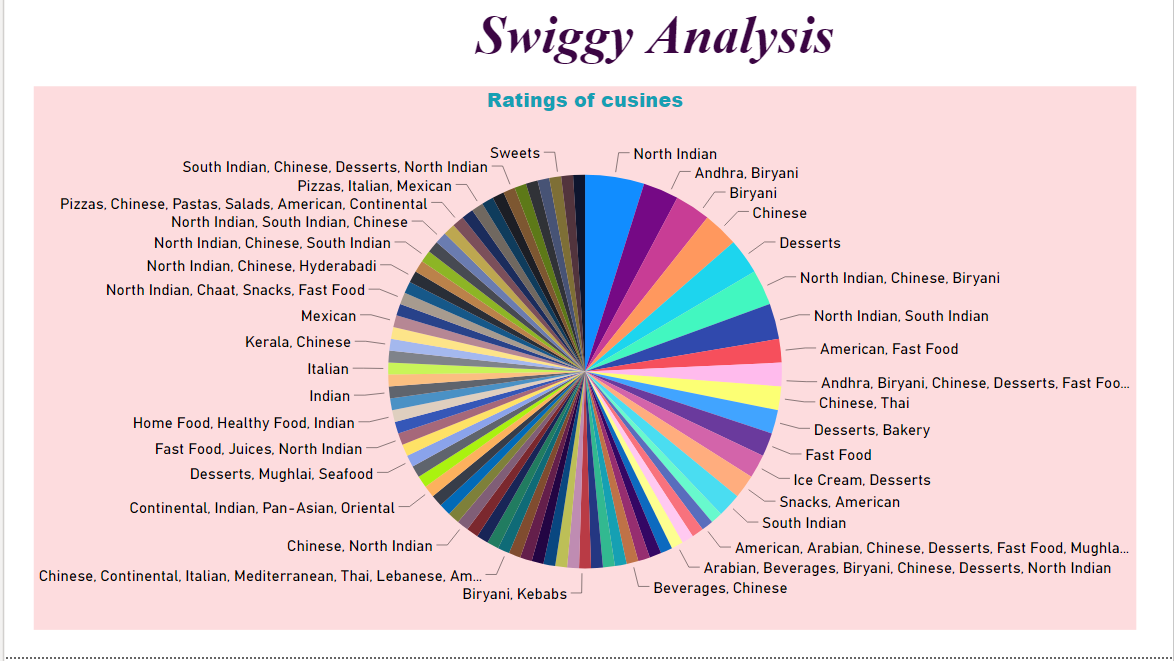 Swiggy Analysis
Ratings of cusines
Sweets
South Indian, Chinese, Desserts, North Indian
Pizzas, Italian, Mexican
Pizzas, Chinese, Pastas, Salads, American, Continental
North Indian, South Indian, Chinese
North Indian, Chinese, South Indian
North Indian, Chinese, Hyderabadi
North Indian, Chaat, Snacks, Fast Food
Mexican
Kerala, Chinese
Italian
Indian
Home Food, Healthy Food, Indian
Fast Food, Juices, North Indian
Desserts, Mughlai, Seafood
Continental, Indian, Pan-Asian, Oriental
Chinese, North Indian
Chinese, Continental, Italian, Mediterranean, Thai, Lebanese, Am...
Biryani, Kebabs
North Indian
Andhra, Biryani
Biryani
Chinese
Desserts
North Indian, Chinese, Biryani
North Indian, South Indian
American, Fast Food
Andhra, Biryani, Chinese, Desserts, Fast Foo...
Chinese, Thai
Desserts, Bakery
Fast Food
Ice Cream, Desserts
Snacks, American
South Indian
American, Arabian, Chinese, Desserts, Fast Food, Mughla...
Arabian, Beverages, Biryani, Chinese, Desserts, North Indian
Beverages, Chinese